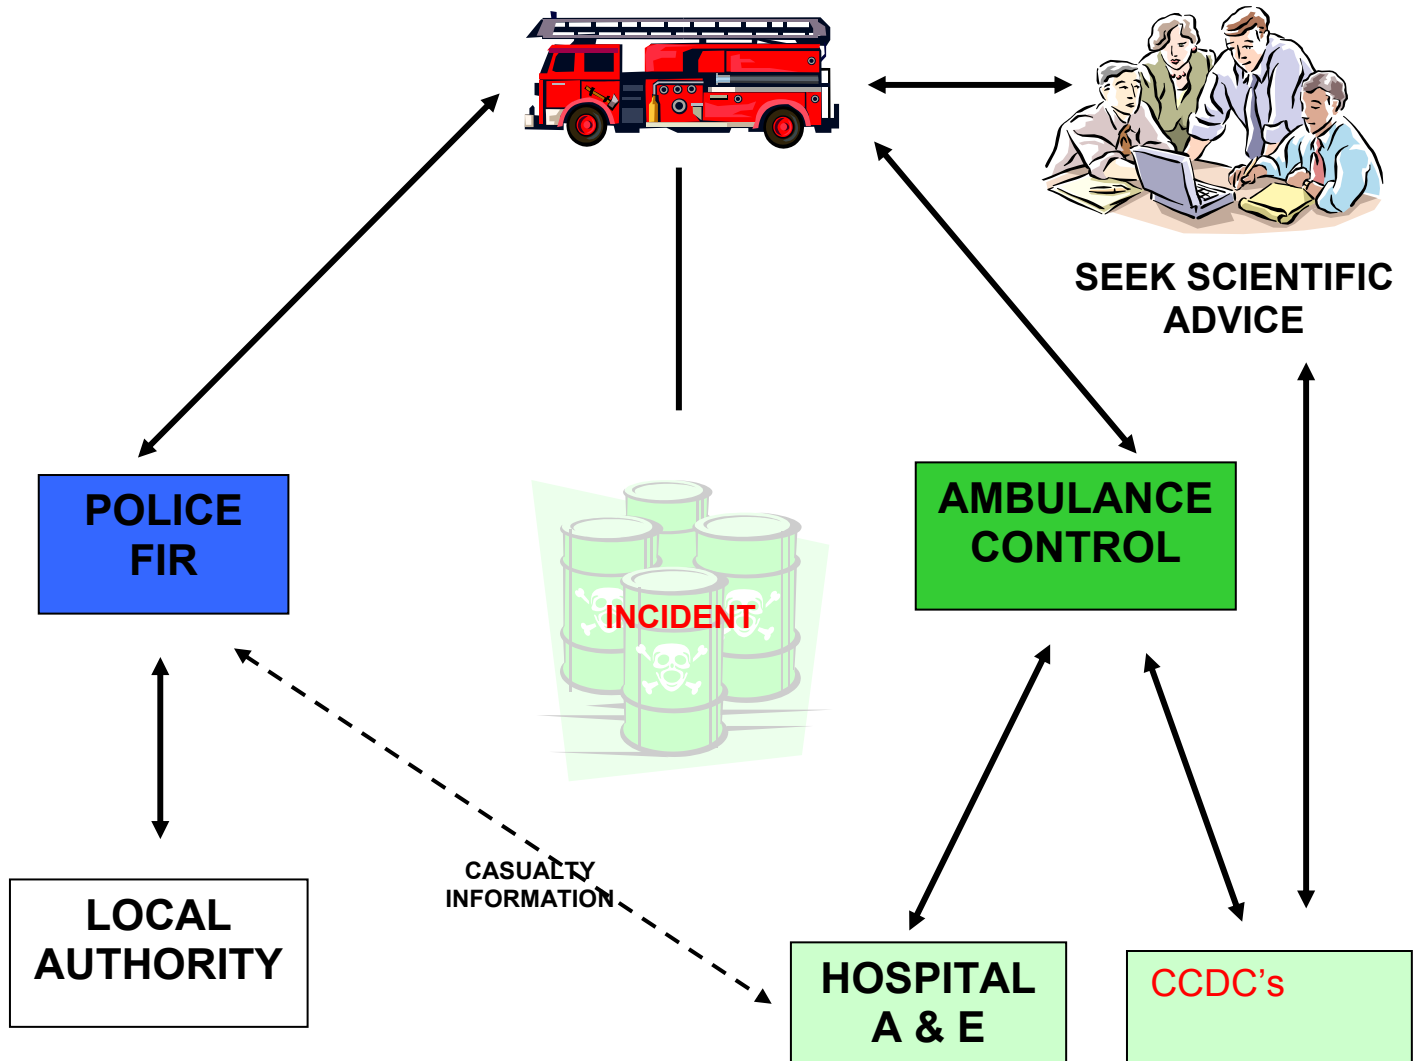 SEEK SCIENTIFIC
ADVICE
POLICE
FIR
AMBULANCE
CONTROL
INCIDENT
CASUALTY
INFORMATION
LOCAL
AUTHORITY
HOSPITAL
A & E
CCDC’s